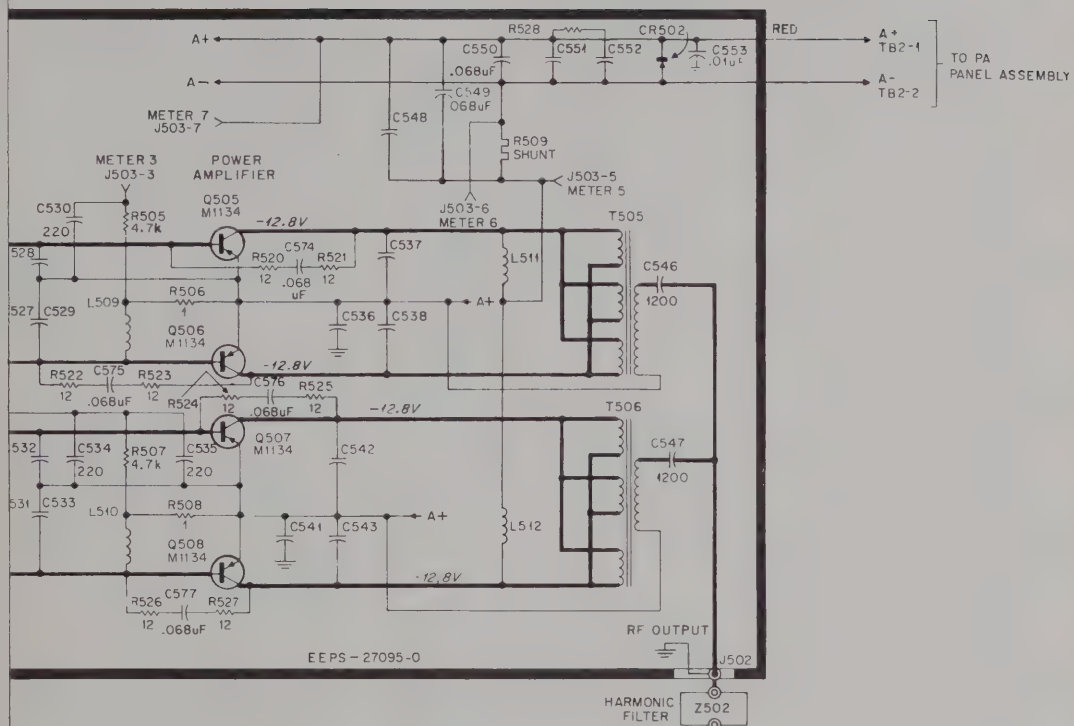 A+
R528
CR502
RED
A+
TB2-1
C550
.068uF
C551
C552
C553
A-
A-
TB2-2
TO PA
PANEL ASSEMBLY
C549
.068uF
METER 7
J503-7
C548
R509
SHUNT
METER 3
J503-3
POWER
AMPLIFIER
J503-5
METER 5
J503-6
METER 6
Q505
M1134
-12.8V
T505
C530
220
R505
4.7k
528
R520
12
C574
.068
uF
R521
12
C537
L511
C546
1200
R506
1
L509
A+
527
C529
Q506
M1134
C536
C538
-12.8V
R522
12
C575
.068uF
R523
12
R524
12
C576
.068uF
R525
12
-12.8V
T506
Q507
M1134
532
C534
220
R507
4.7k
C535
220
C542
C547
1200
531
C533
L510
R508
1
A+
C541
C543
L512
Q508
M1134
-12.8V
R526
12
C577
.068uF
R527
12
RF OUTPUT
EEPS-27095-0
J502
HARMONIC
FILTER
Z502